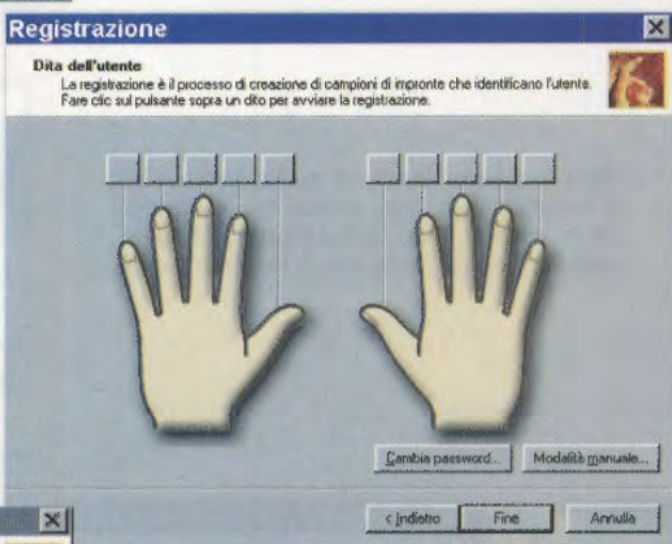 Registrazione
Dita dell'utente
La registrazione è il processo di creazione di campioni di impronte che identificano l'utente.
Fare clic sul pulsante sopra un dito per avviare la registrazione.
Cambia password... Modalità manuale...
< Indietro Fine Annulla